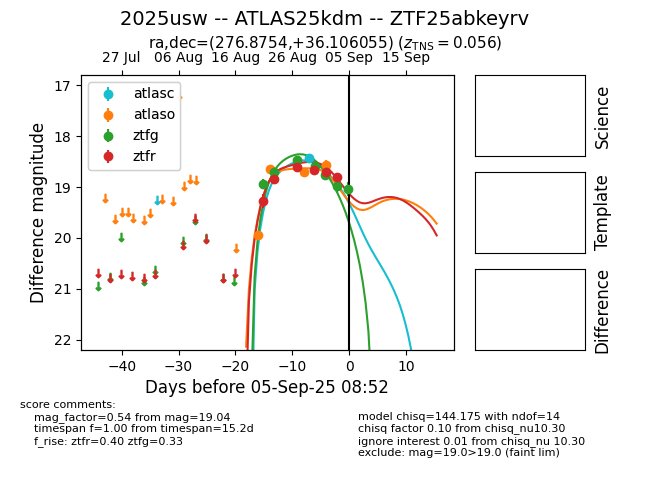 2025usw -- ATLAS25kdm -- ZTF25abkeyrv
ra,dec=(276.8754,+36.106055) (zTNS = 0.056)
27 Jul 06 Aug 16 Aug 26 Aug 05 Sep 15 Sep
17
18
19
20
21
22
Difference magnitude
atlasc
atlaso
ztfg
ztfr
−40 −30 −20 −10 0 10
Days before 05-Sep-25 08:52
Science
Template
Difference
score comments:
mag_factor=0.54 from mag=19.04
timespan f=1.00 from timespan=15.2d
f_rise: ztfr=0.40 ztfg=0.33
model chisq=144.175 with ndof=14
chisq factor 0.10 from chisq_nu10.30
ignore interest 0.01 from chisq_nu 10.30
exclude: mag=19.0>19.0 (faint lim)